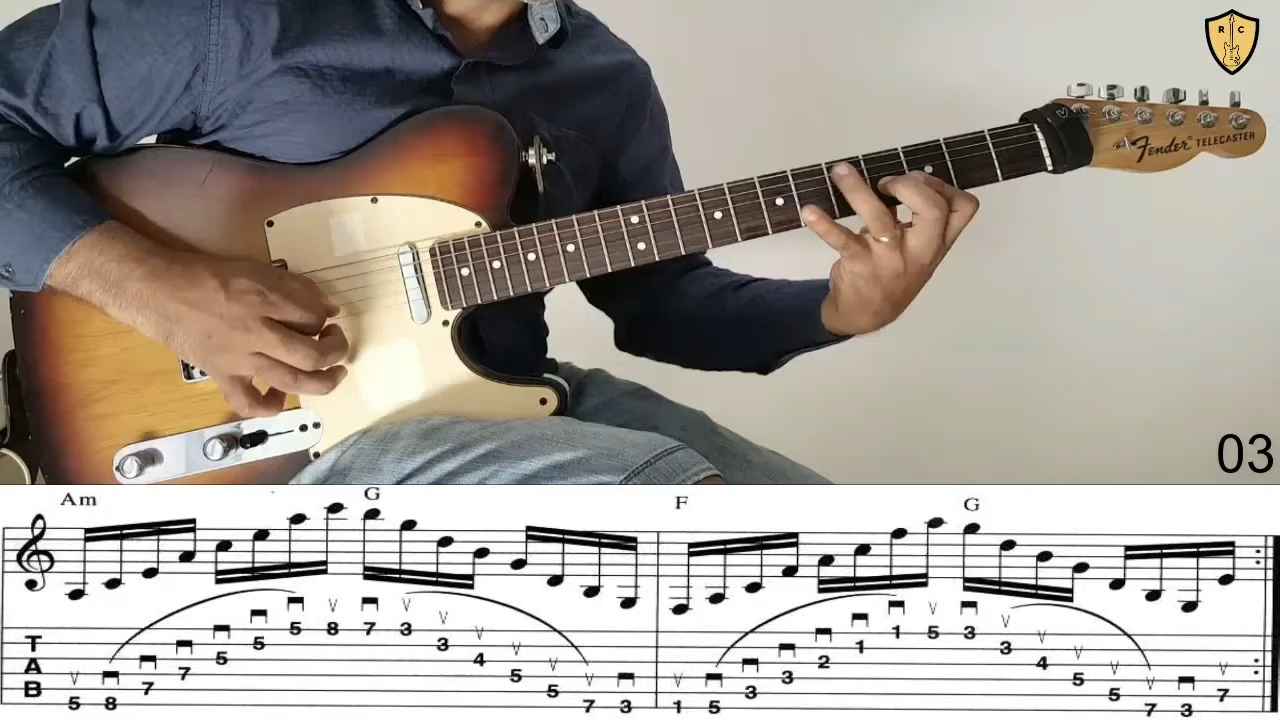 R C
Fender TELECASTER
03
Am G F G
5 8 7 3 1 5 3
5 3 1 3
5 4 2 4
7 5 3 5
7 5 3 5 7
5 8 7 3 1 5 7 3
T
A
B